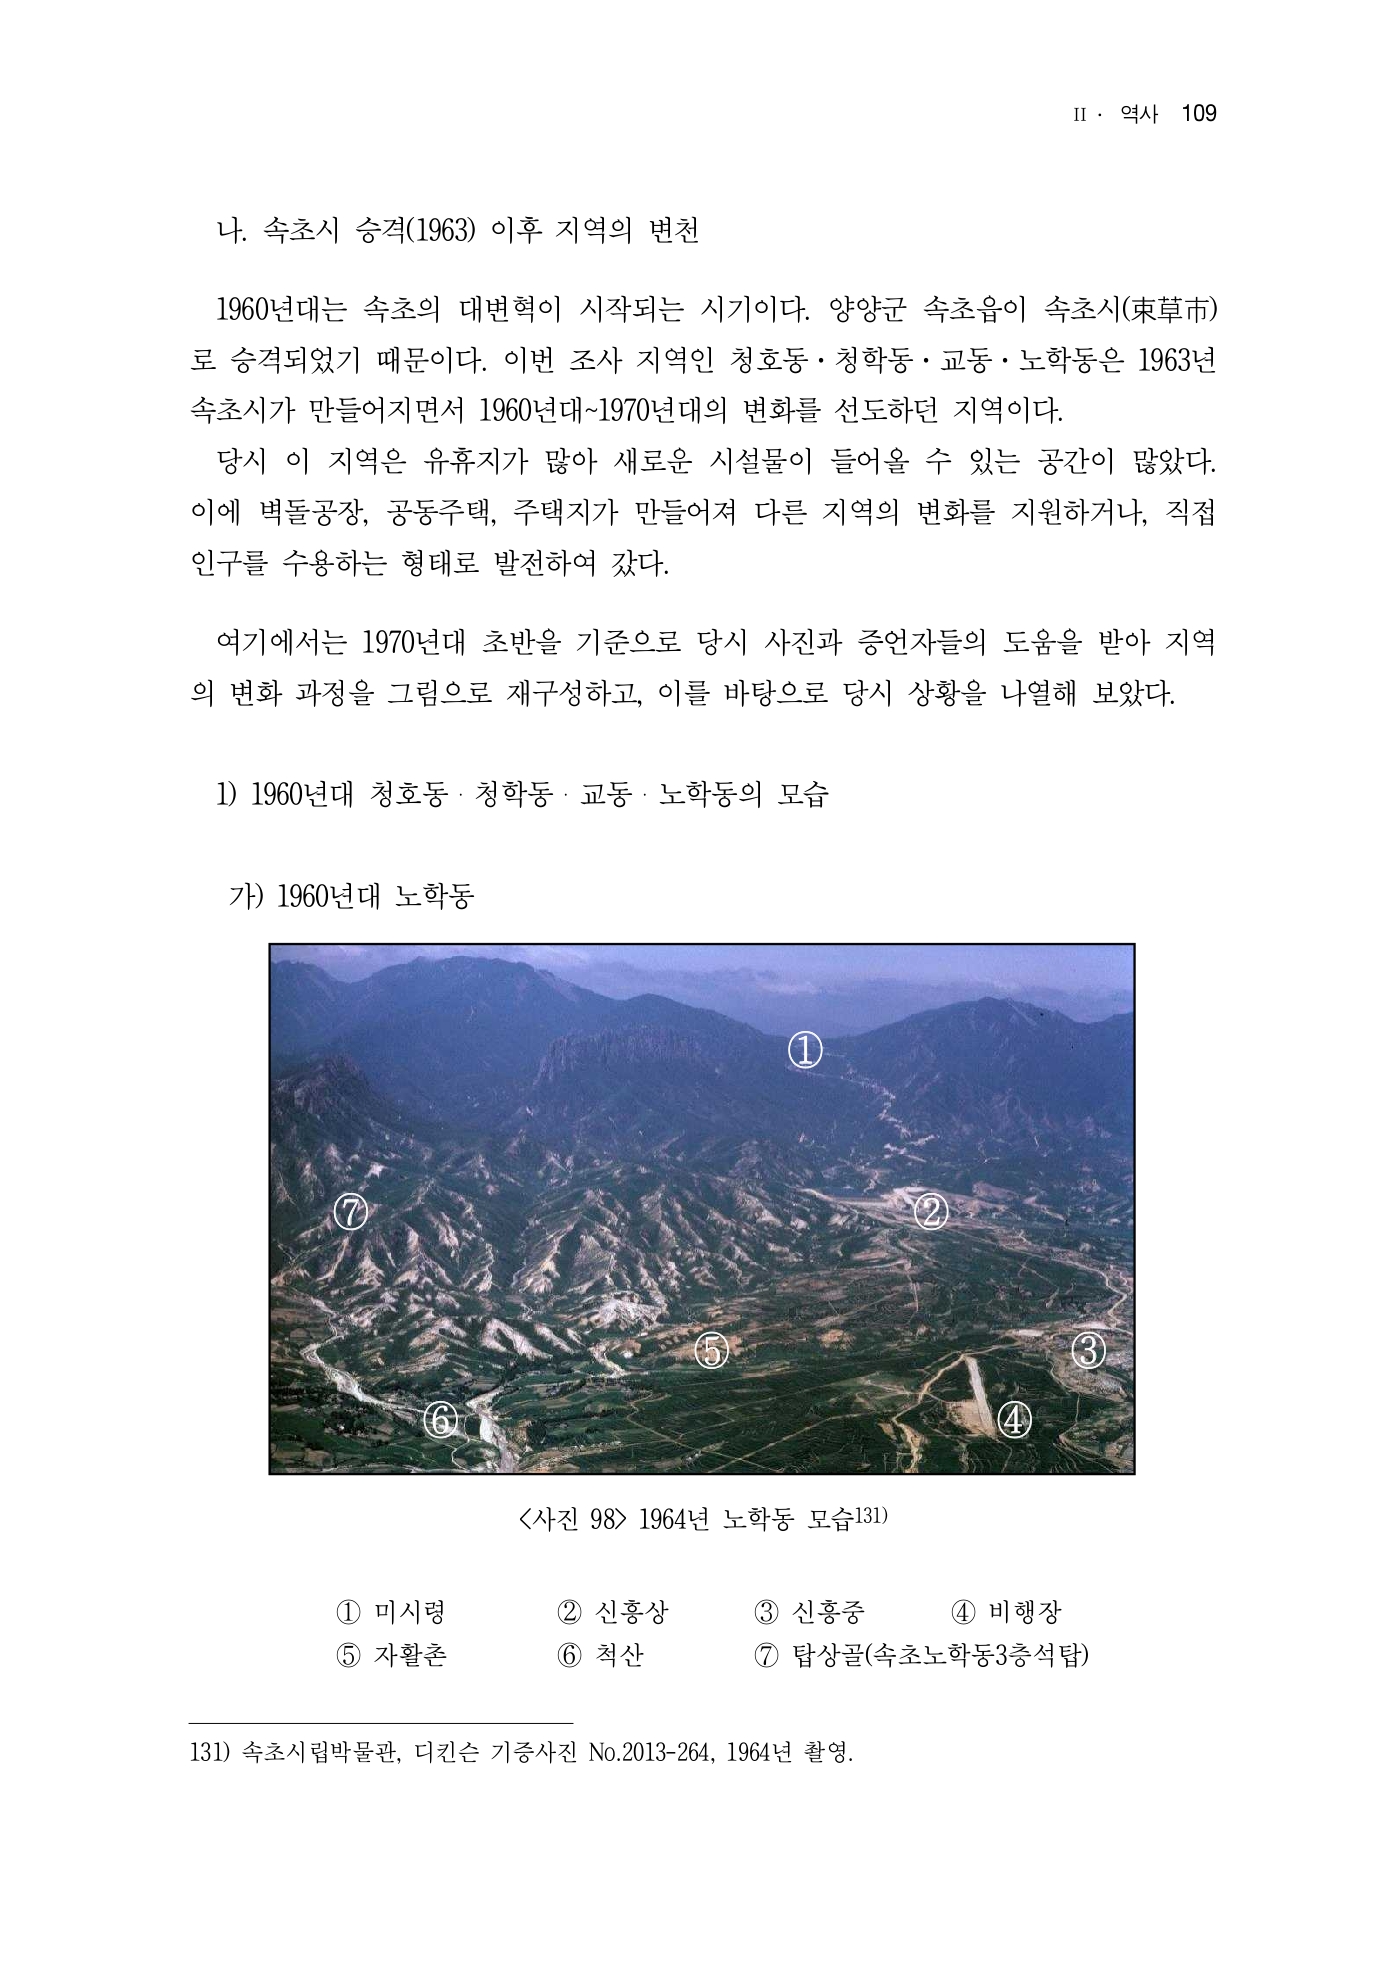 II · 역사 109
나. 속초시 승격(1963) 이후 지역의 변천
1960년대는 속초의 대변혁이 시작되는 시기이다. 양양군 속초읍이 속초시(束草市)
로 승격되었기 때문이다. 이번 조사 지역인 청호동·청학동·교동·노학동은 1963년
속초시가 만들어지면서 1960년대~1970년대의 변화를 선도하던 지역이다.
당시 이 지역은 유휴지가 많아 새로운 시설물이 들어올 수 있는 공간이 많았다.
이에 벽돌공장, 공동주택, 주택지가 만들어져 다른 지역의 변화를 지원하거나, 직접
인구를 수용하는 형태로 발전하여 갔다.
여기에서는 1970년대 초반을 기준으로 당시 사진과 증언자들의 도움을 받아 지역
의 변화 과정을 그림으로 재구성하고, 이를 바탕으로 당시 상황을 나열해 보았다.
1) 1960년대 청호동·청학동·교동·노학동의 모습
가) 1960년대 노학동
①
⑦ ②
⑤ ③
⑥ ④
<사진 98> 1964년 노학동 모습131)
① 미시령 ② 신흥상 ③ 신흥중 ④ 비행장
⑤ 자활촌 ⑥ 척산 ⑦ 탑상골(속초노학동3층석탑)
131) 속초시립박물관, 디킨슨 기증사진 No.2013-264, 1964년 촬영.